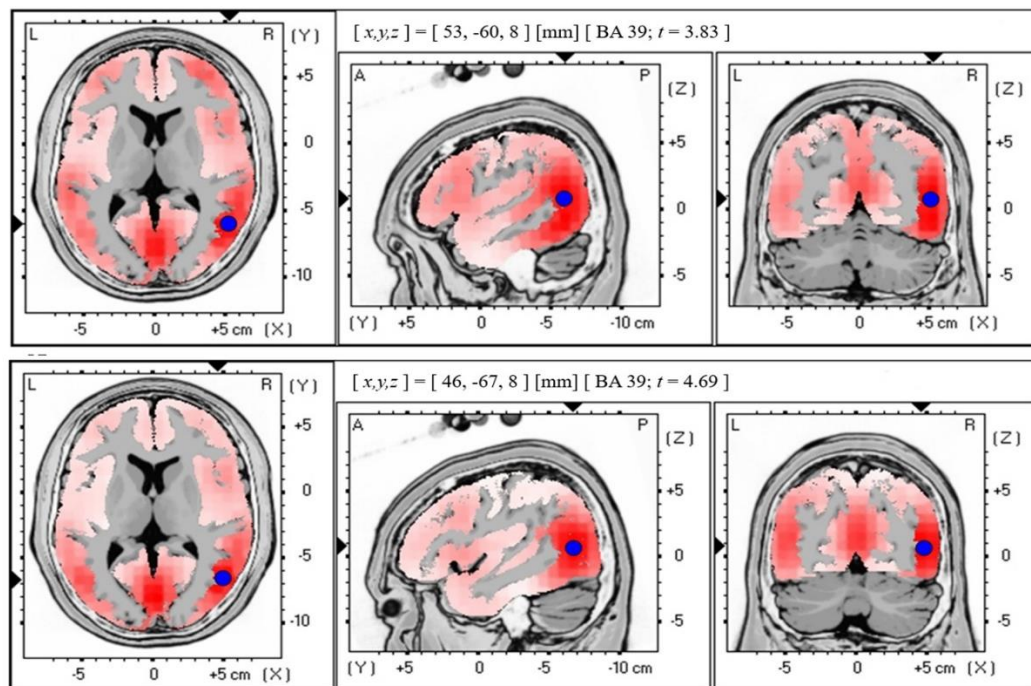 [ x,y,z ] = [ 53, -60, 8 ] [mm] [ BA 39; t = 3.83 ]
L R (Y)
+5
0
-5
-10
-5 0 +5 cm (X)
A P (Z)
+5
0
-5
(Y) +5 0 -5 -10 cm
L R (Z)
+5
0
-5
-5 0 +5 cm (X)
[ x,y,z ] = [ 46, -67, 8 ] [mm] [ BA 39; t = 4.69 ]
L R (Y)
+5
0
-5
-10
-5 0 +5 cm (X)
A P (Z)
+5
0
-5
(Y) +5 0 -5 -10 cm
L R (Z)
+5
0
-5
-5 0 +5 cm (X)